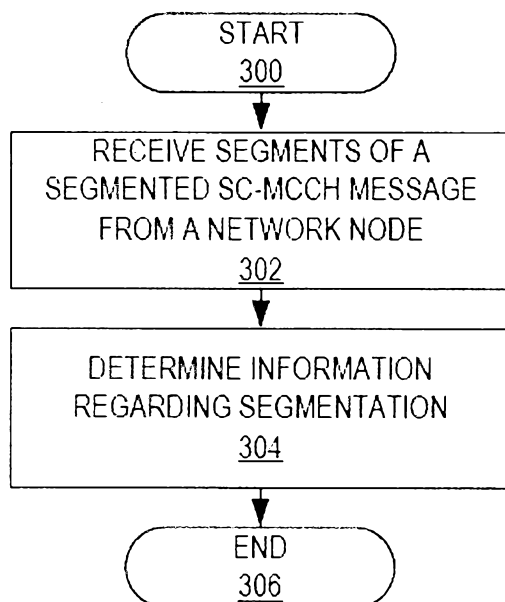 START
300
RECEIVE SEGMENTS OF A
SEGMENTED SC-MCCH MESSAGE
FROM A NETWORK NODE
302
DETERMINE INFORMATION
REGARDING SEGMENTATION
304
END
306